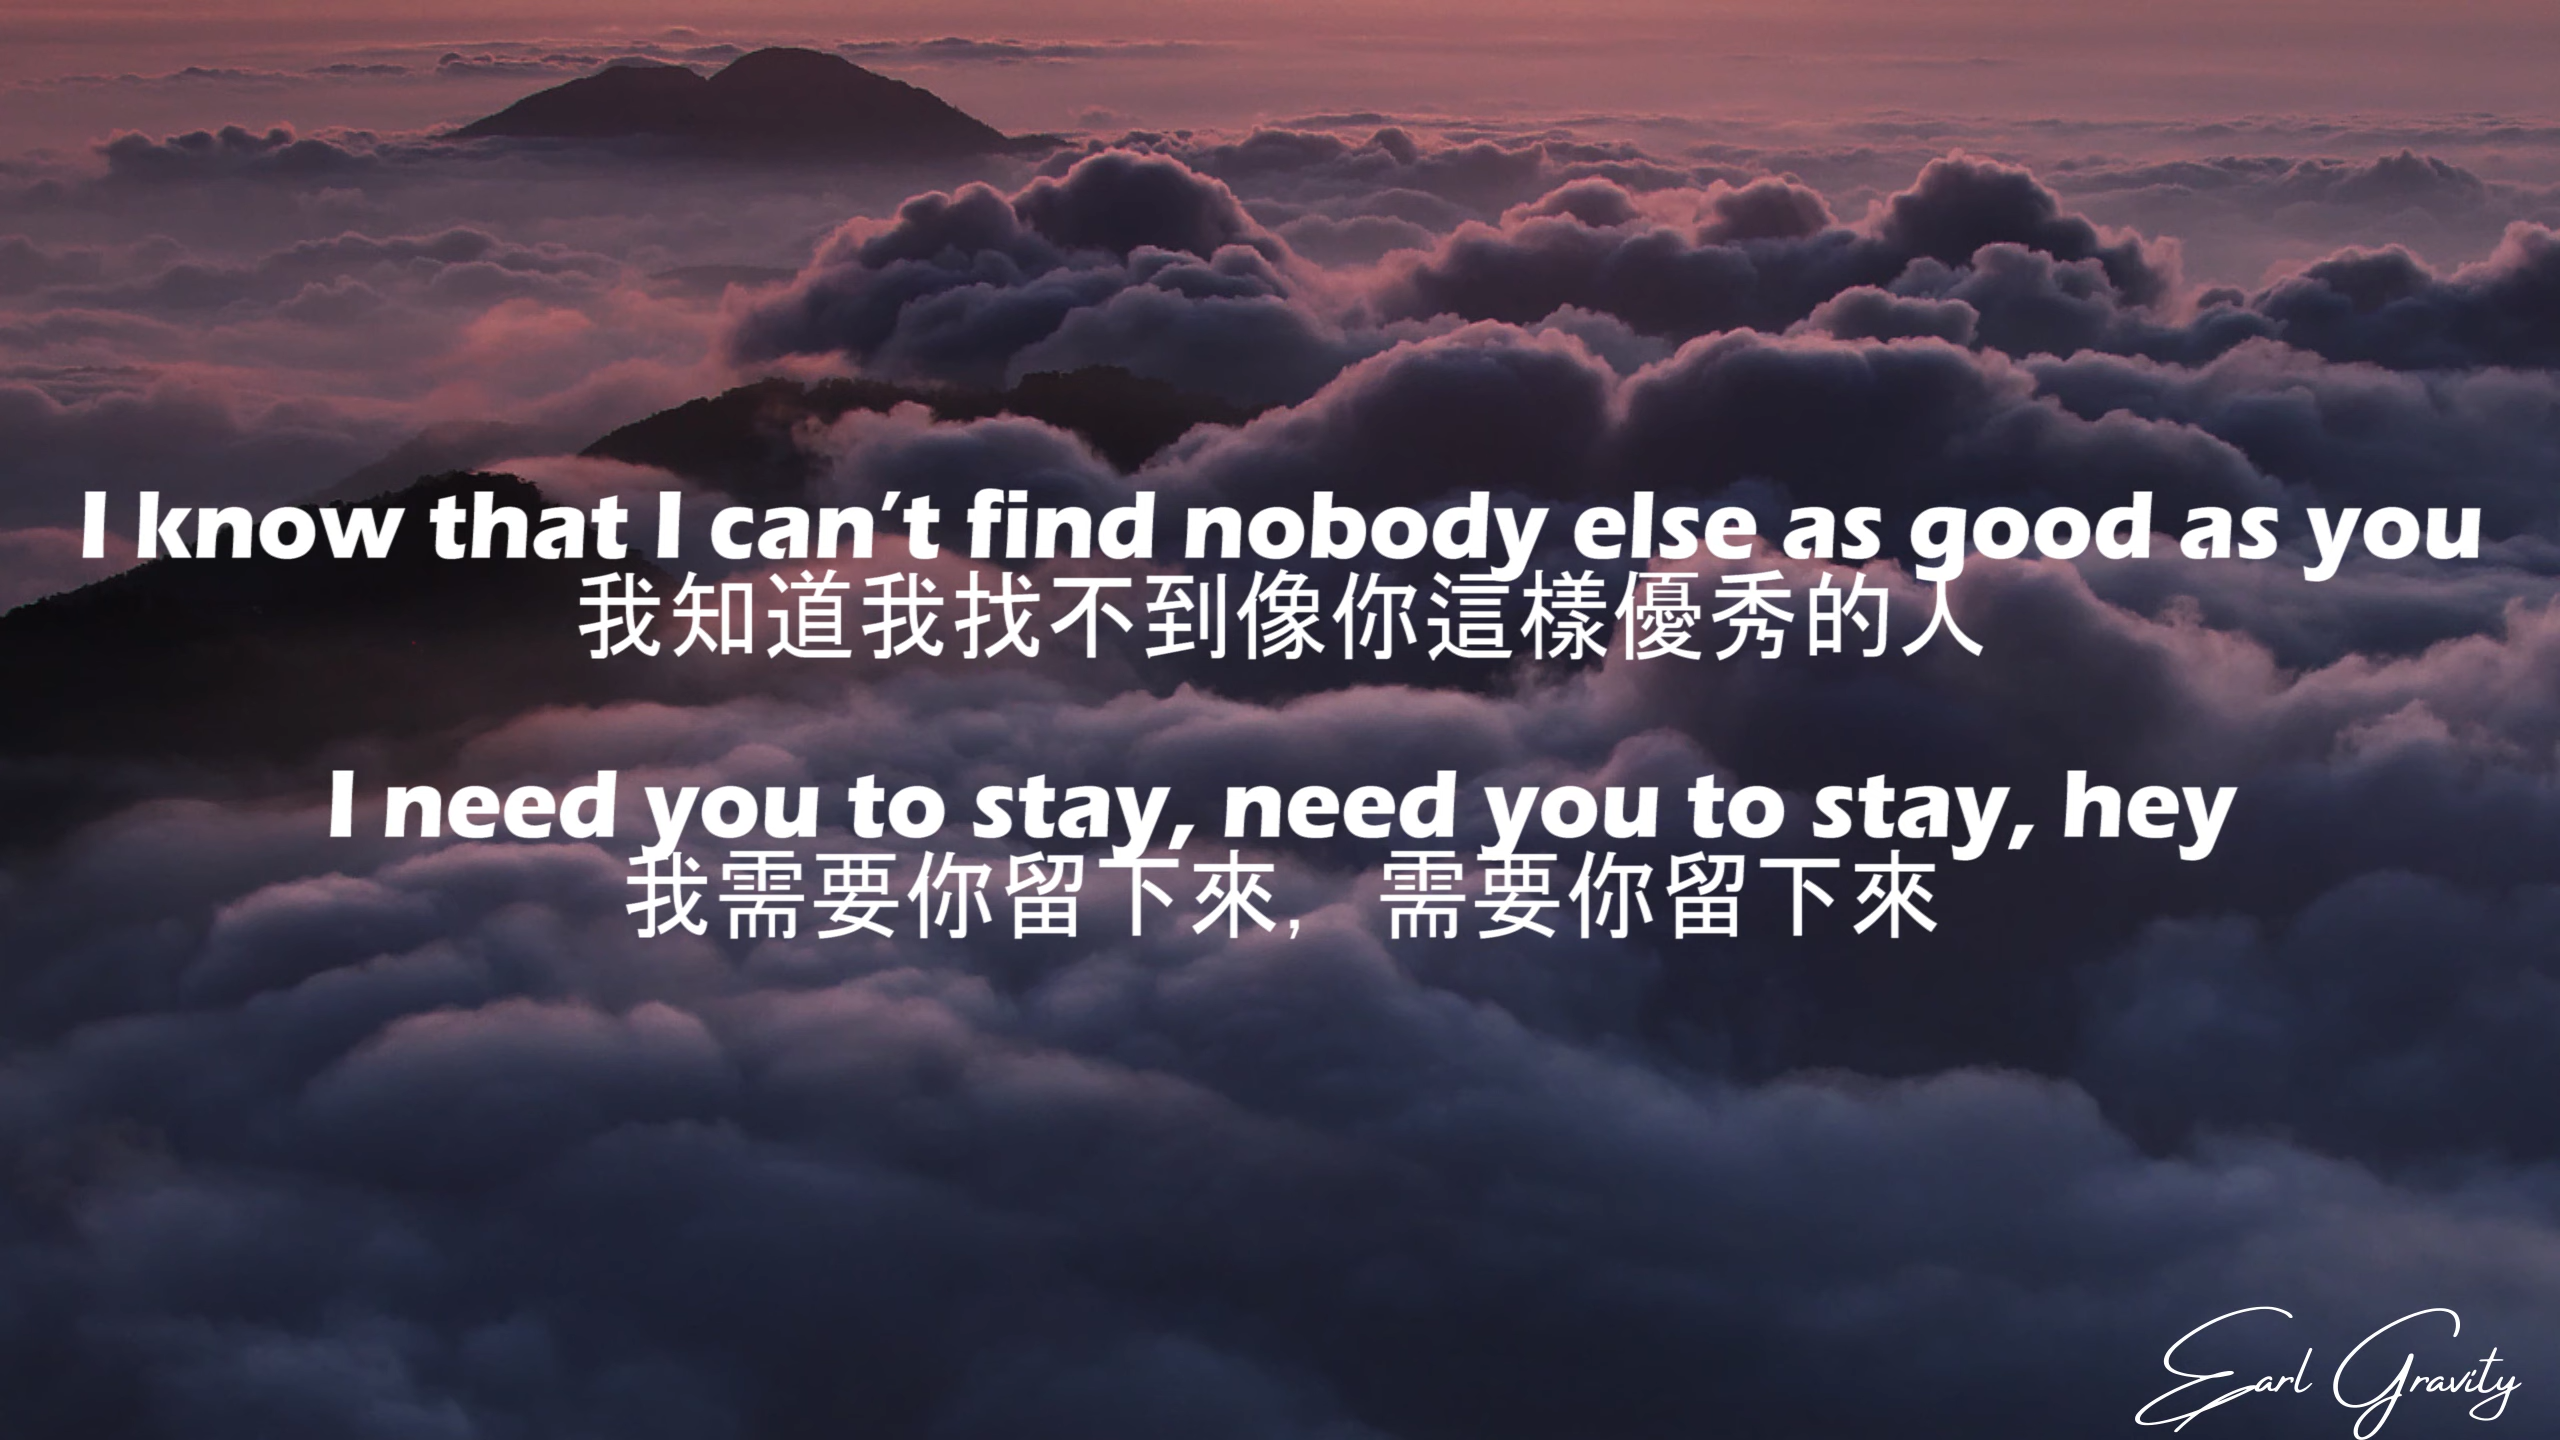 I know that I can't find nobody else as good as you
我知道我找不到像你這樣優秀的人
I need you to stay, need you to stay, hey
我需要你留下來, 需要你留下來
Earl Gravity